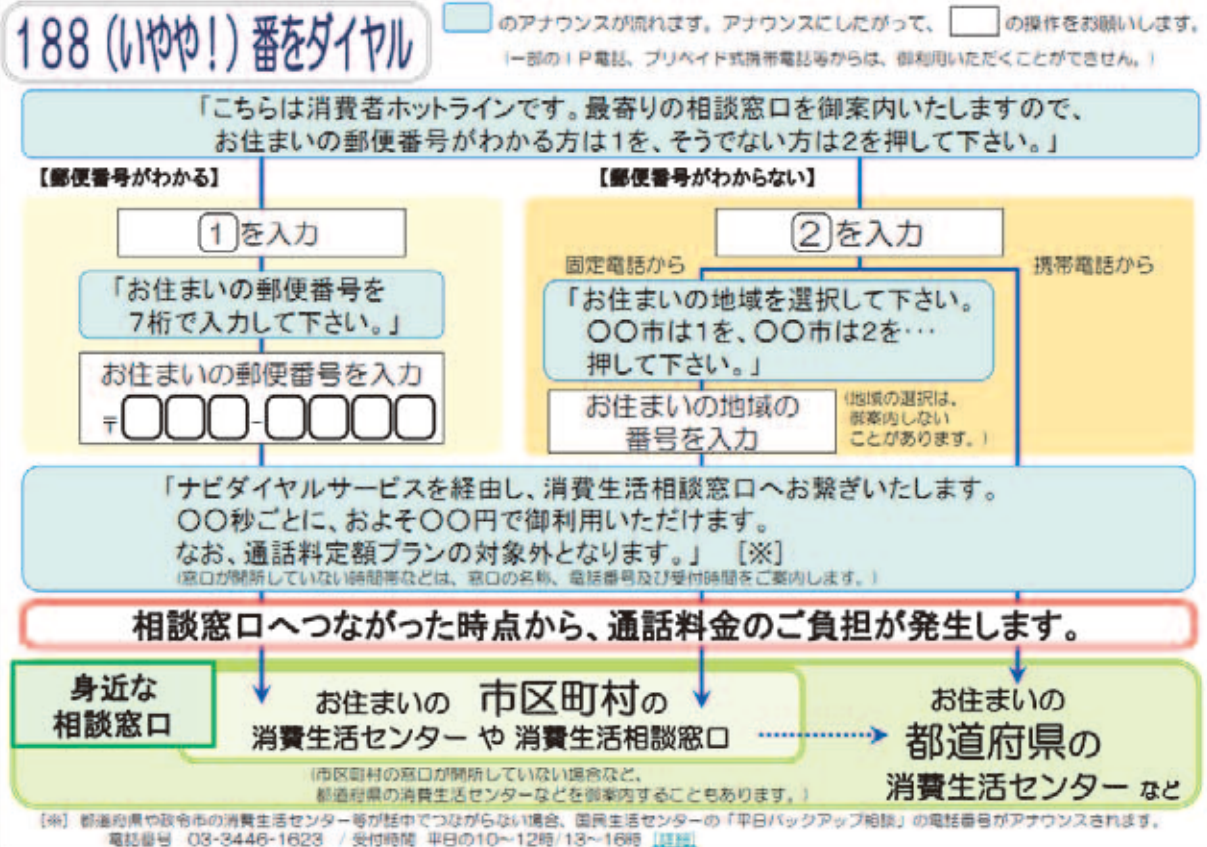 188(いやや!)番をダイヤル
のアナウンスが流れます。アナウンスにしたがって、 の操作をお願いします。
(一部のIP電話、プリペイド式携帯電話等からは、御利用いただくことができせん。)
「こちらは消費者ホットラインです。最寄りの相談窓口を御案内いたしますので、
お住まいの郵便番号がわかる方は1を、そうでない方は2を押して下さい。」
【郵便番号がわかる】
1を入力
「お住まいの郵便番号を
7桁で入力して下さい。」
お住まいの郵便番号を入力
〒 -
【郵便番号がわからない】
2を入力
固定電話から
携帯電話から
「お住まいの地域を選択して下さい。
〇〇市は1を、〇〇市は2を…
押して下さい。」
お住まいの地域の
番号を入力
(地域の選択は、
御案内しない
ことがあります。)
「ナビダイヤルサービスを経由し、消費生活相談窓口へお繋ぎいたします。
〇〇秒ごとに、およそ〇〇円で御利用いただけます。
なお、通話料定額プランの対象外となります。」 [※]
(窓口が開所していない時間帯などは、窓口の名称、電話番号及び受付時間をご案内します。)
相談窓口へつながった時点から、通話料金のご負担が発生します。
身近な
相談窓口
お住まいの 市区町村の
消費生活センター や 消費生活相談窓口
(市区町村の窓口が開所していない場合など、
都道府県の消費生活センターなどを御案内することもあります。)
お住まいの
都道府県の
消費生活センター など
[※] 都道府県や政令市の消費生活センター等が話中でつながらない場合、国民生活センターの「平日バックアップ相談」の電話番号がアナウンスされます。
電話番号 03-3446-1623 / 受付時間 平日の10~12時/13~16時 [詳細]